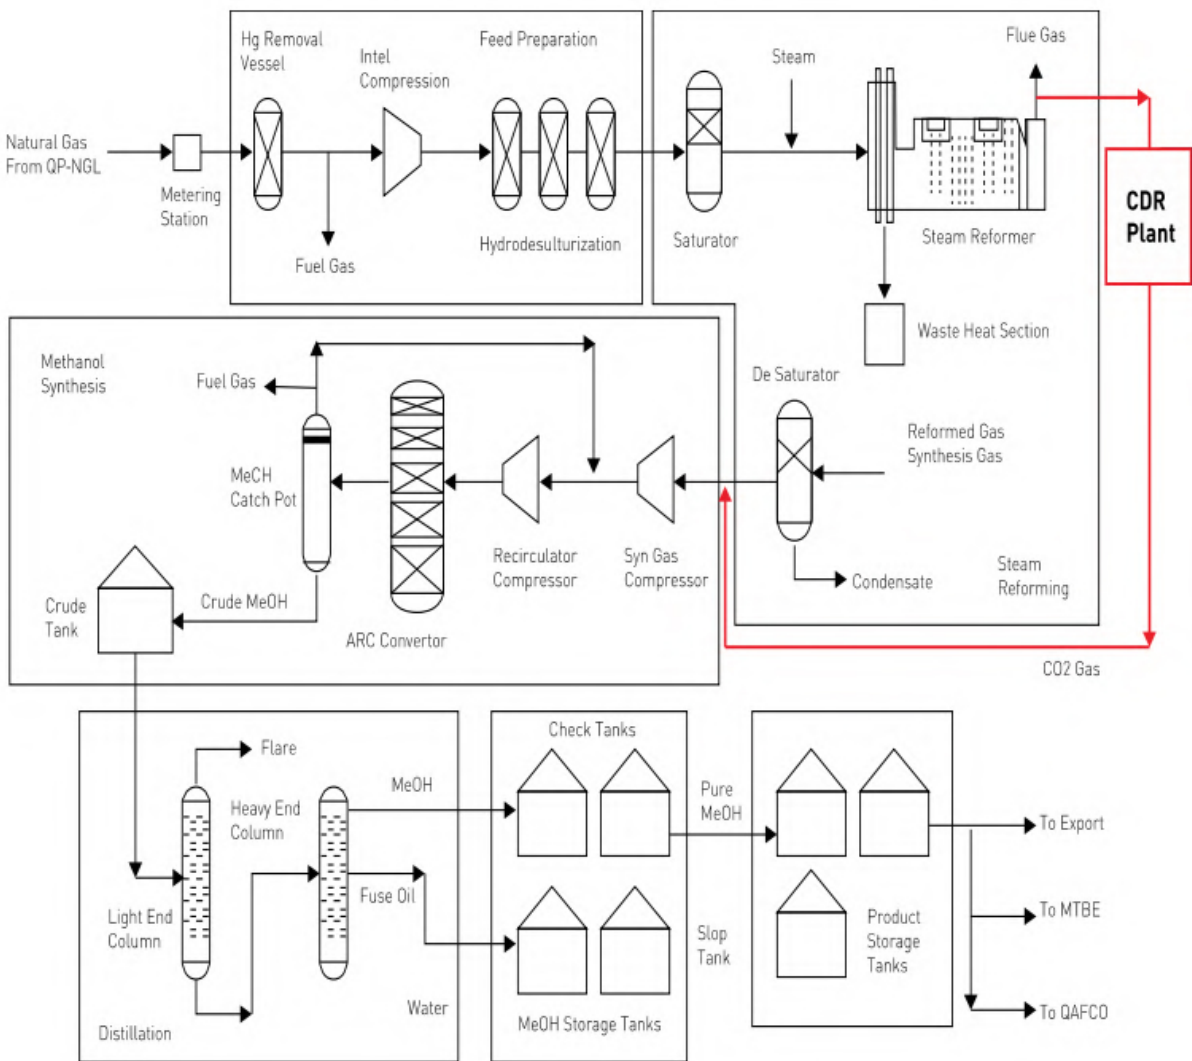 Hg Removal
Vessel
Intel
Compression
Feed Preparation
Natural Gas
From QP-NGL
Metering
Station
Fuel Gas
Hydrodesulturization
Steam
Flue Gas
Saturator
Steam Reformer
CDR
Plant
Waste Heat Section
De Saturator
Reformed Gas
Synthesis Gas
Condensate
Steam
Reforming
CO2 Gas
Methanol
Synthesis
Fuel Gas
MeCH
Catch Pot
Recirculator
Compressor
Syn Gas
Compressor
ARC Convertor
Crude MeOH
Crude
Tank
Flare
Heavy End
Column
MeOH
Fuse Oil
Light End
Column
Water
Distillation
Check Tanks
Pure
MeOH
Slop
Tank
MeOH Storage Tanks
Product
Storage
Tanks
To Export
To MTBE
To QAFCO